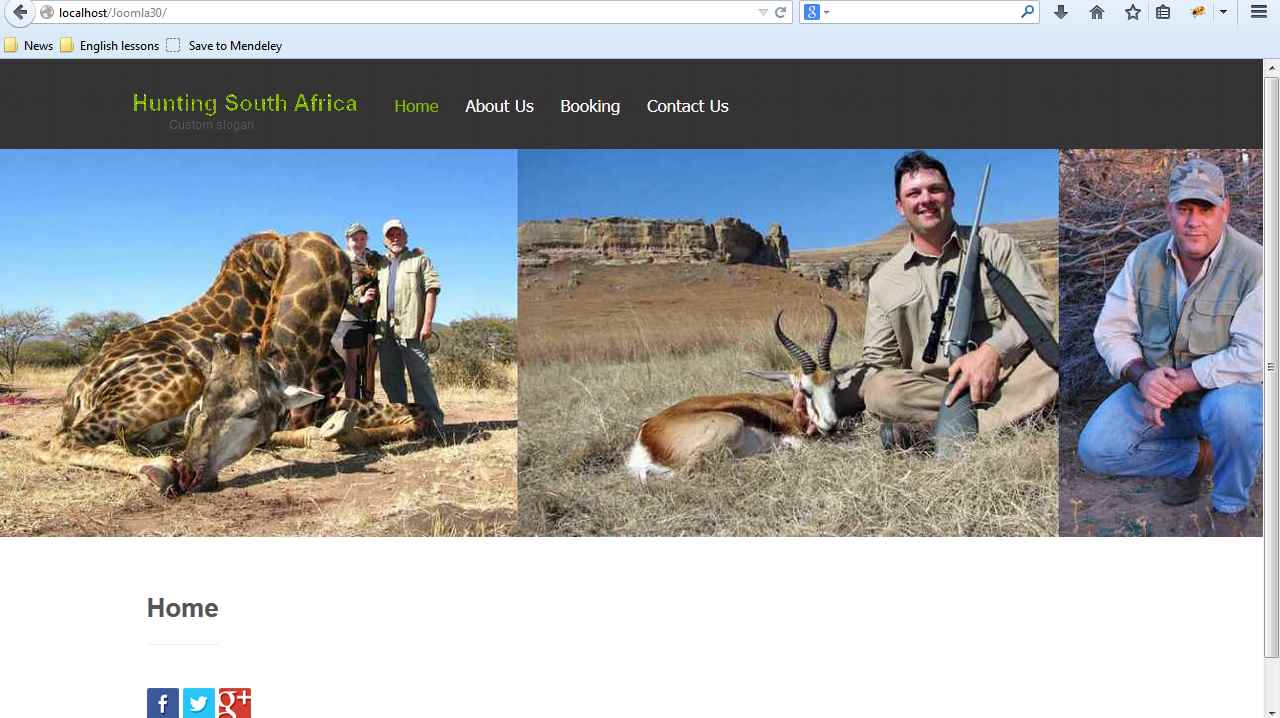 localhost/Joomla30/
News English lessons Save to Mendeley
Hunting South Africa Home About Us Booking Contact Us
Custom slogan
Home